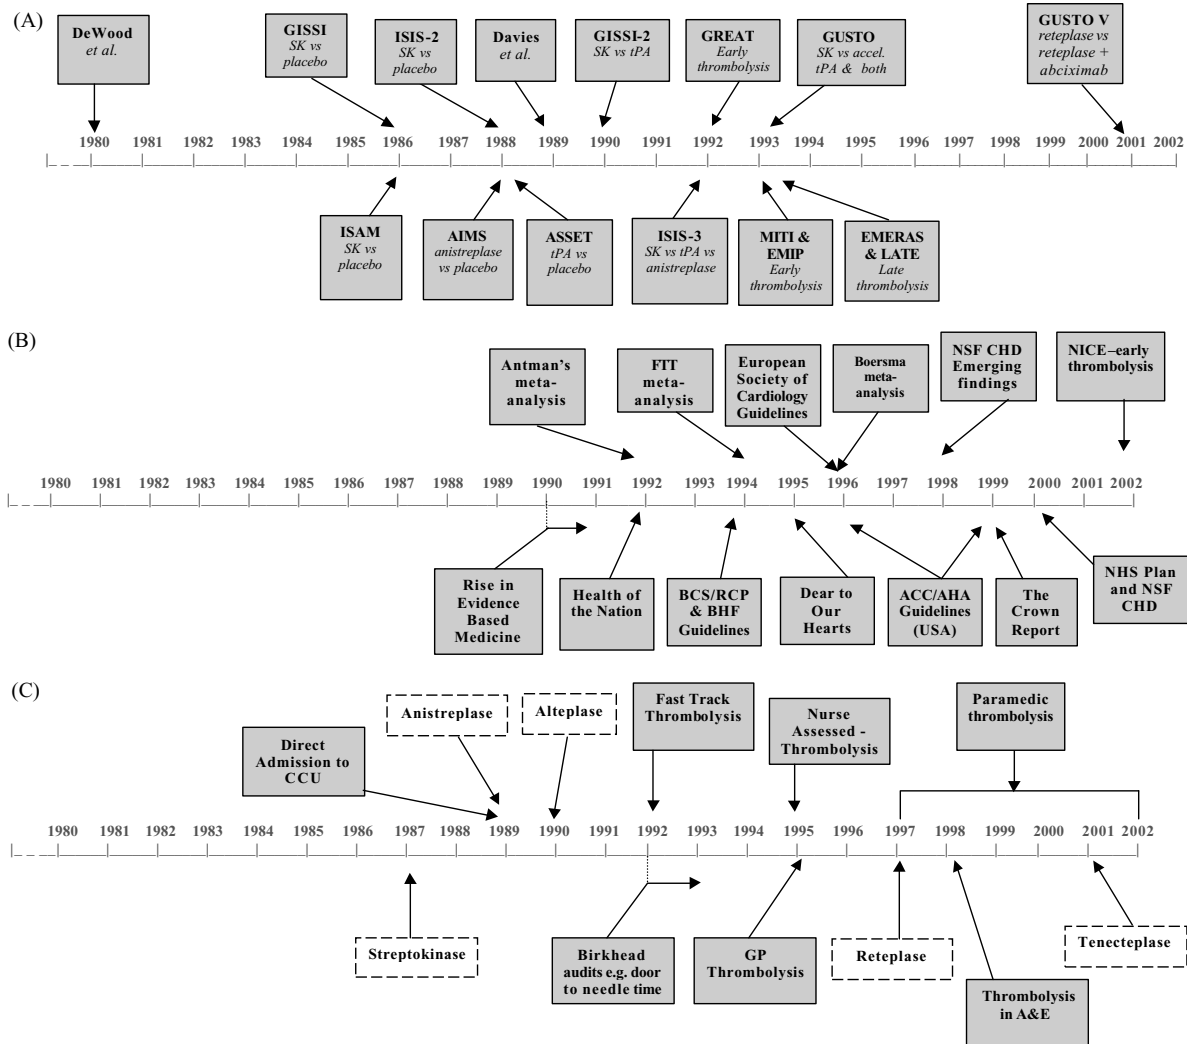 (A)
DeWood
et al.
GISSI
SK vs
placebo
ISIS-2
SK vs
placebo
Davies
et al.
GISSI-2
SK vs tPA
GREAT
Early
thrombolysis
GUSTO
SK vs accel.
tPA & both
GUSTO V
reteplase vs
reteplase +
abciximab
1980 1981 1982 1983 1984 1985 1986 1987 1988 1989 1990 1991 1992 1993 1994 1995 1996 1997 1998 1999 2000 2001 2002
ISAM
SK vs
placebo
AIMS
anistreplase
vs placebo
ASSET
tPA vs
placebo
ISIS-3
SK vs tPA vs
anistreplase
MITI &
EMIP
Early
thrombolysis
EMERAS
& LATE
Late
thrombolysis
(B)
Antman's
meta-
analysis
FTT
meta-
analysis
European
Society of
Cardiology
Guidelines
Boersma
meta-
analysis
NSF CHD
Emerging
findings
NICE–early
thrombolysis
1980 1981 1982 1983 1984 1985 1986 1987 1988 1989 1990 1991 1992 1993 1994 1995 1996 1997 1998 1999 2000 2001 2002
Rise in
Evidence
Based
Medicine
Health of
the Nation
BCS/RCP
& BHF
Guidelines
Dear to
Our
Hearts
ACC/AHA
Guidelines
(USA)
The
Crown
Report
NHS Plan
and NSF
CHD
(C)
Direct
Admission to
CCU
Anistreplase
Alteplase
Fast Track
Thrombolysis
Nurse
Assessed -
Thrombolysis
Paramedic
thrombolysis
1980 1981 1982 1983 1984 1985 1986 1987 1988 1989 1990 1991 1992 1993 1994 1995 1996 1997 1998 1999 2000 2001 2002
Streptokinase
Birkhead
audits e.g. door
to needle time
GP
Thrombolysis
Reteplase
Thrombolysis
in A&E
Tenecteplase